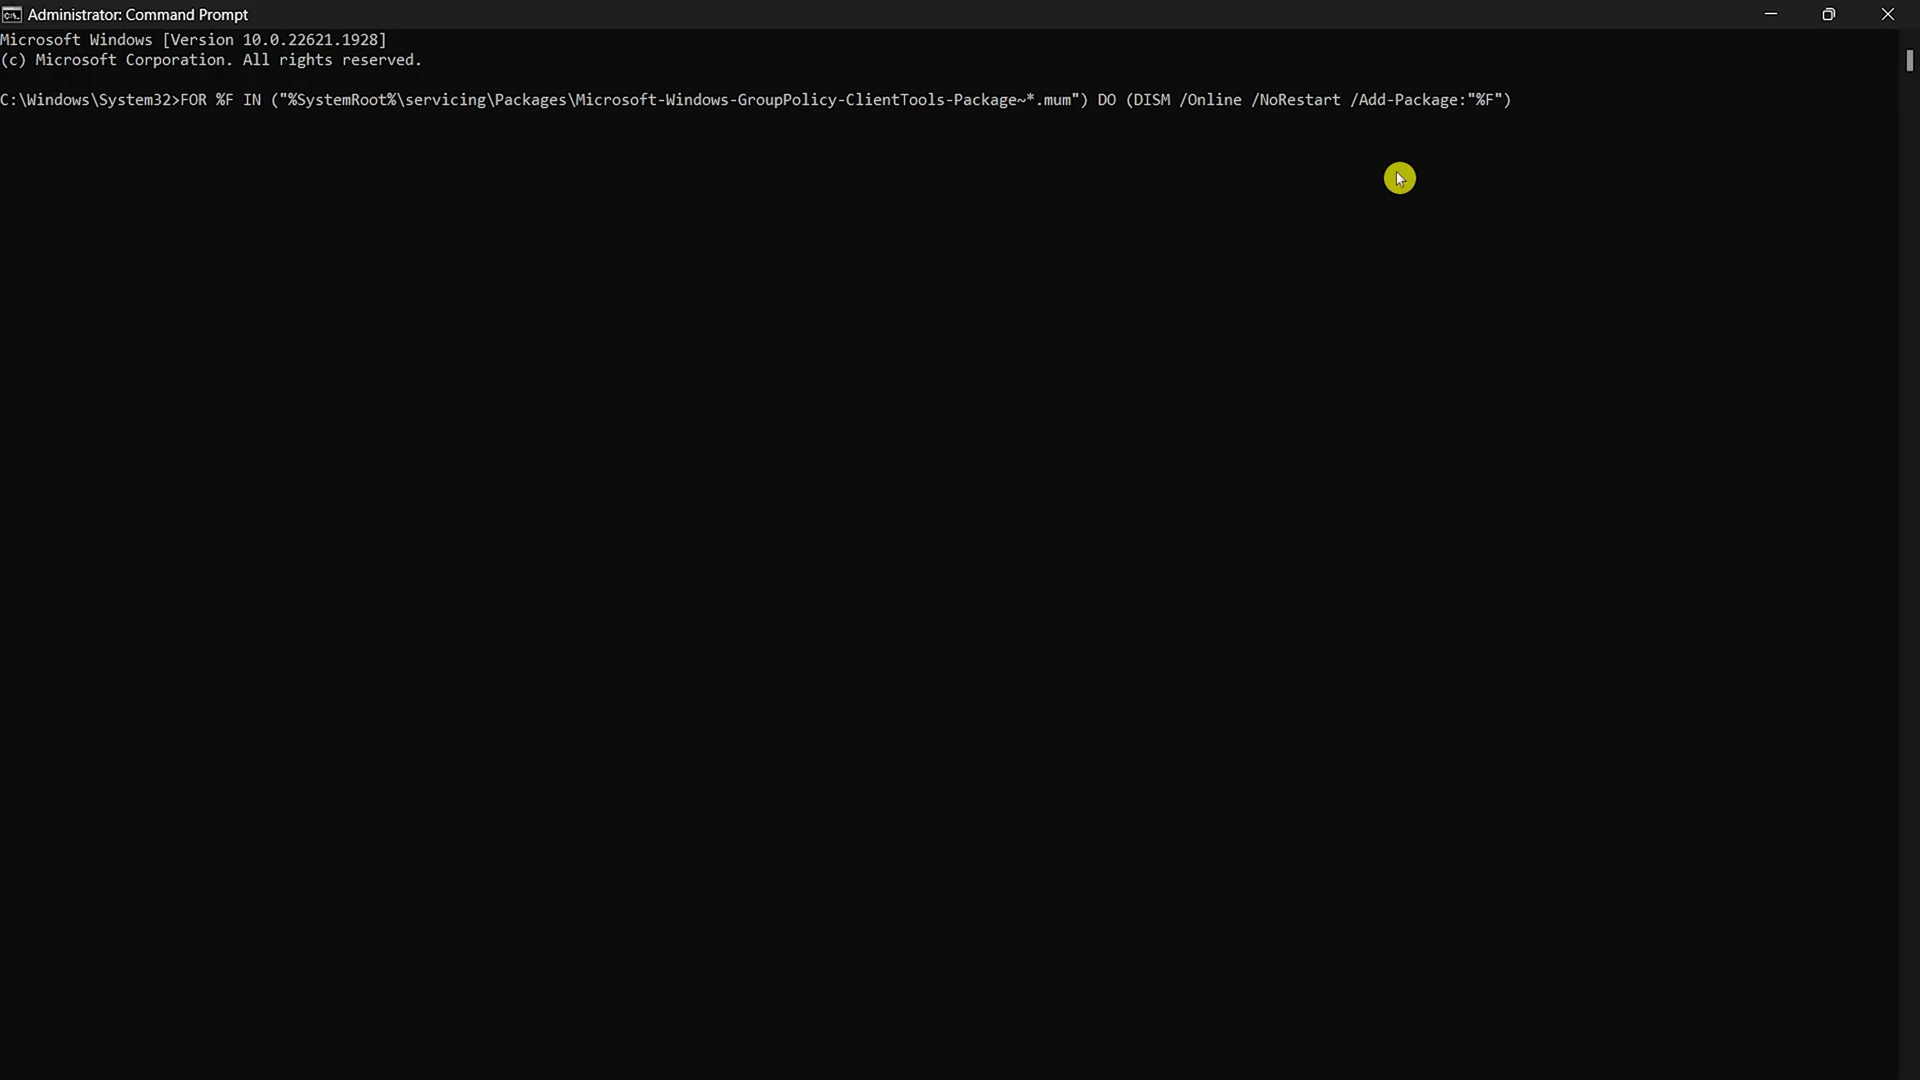 Administrator: Command Prompt
Microsoft Windows [Version 10.0.22621.1928]
(c) Microsoft Corporation. All rights reserved.
C:\Windows\System32>FOR %F IN ("%SystemRoot%\servicing\Packages\Microsoft-Windows-GroupPolicy-ClientTools-Package~*.mum") DO (DISM /Online /NoRestart /Add-Package:"%F")